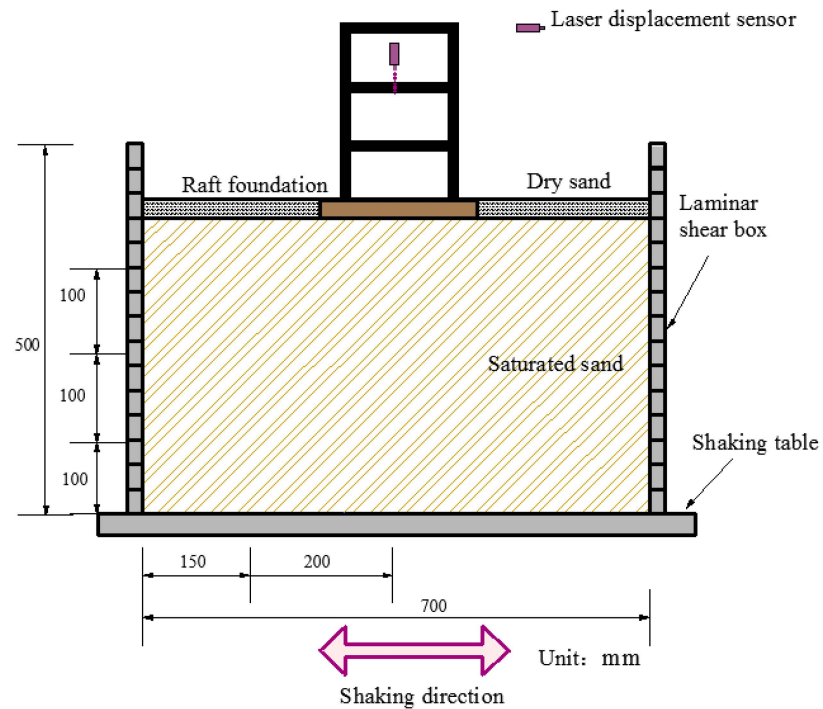 Laser displacement sensor
Raft foundation
Dry sand
Laminar
shear box
100
500
100
Saturated sand
100
Shaking table
150
200
700
Unit: mm
Shaking direction